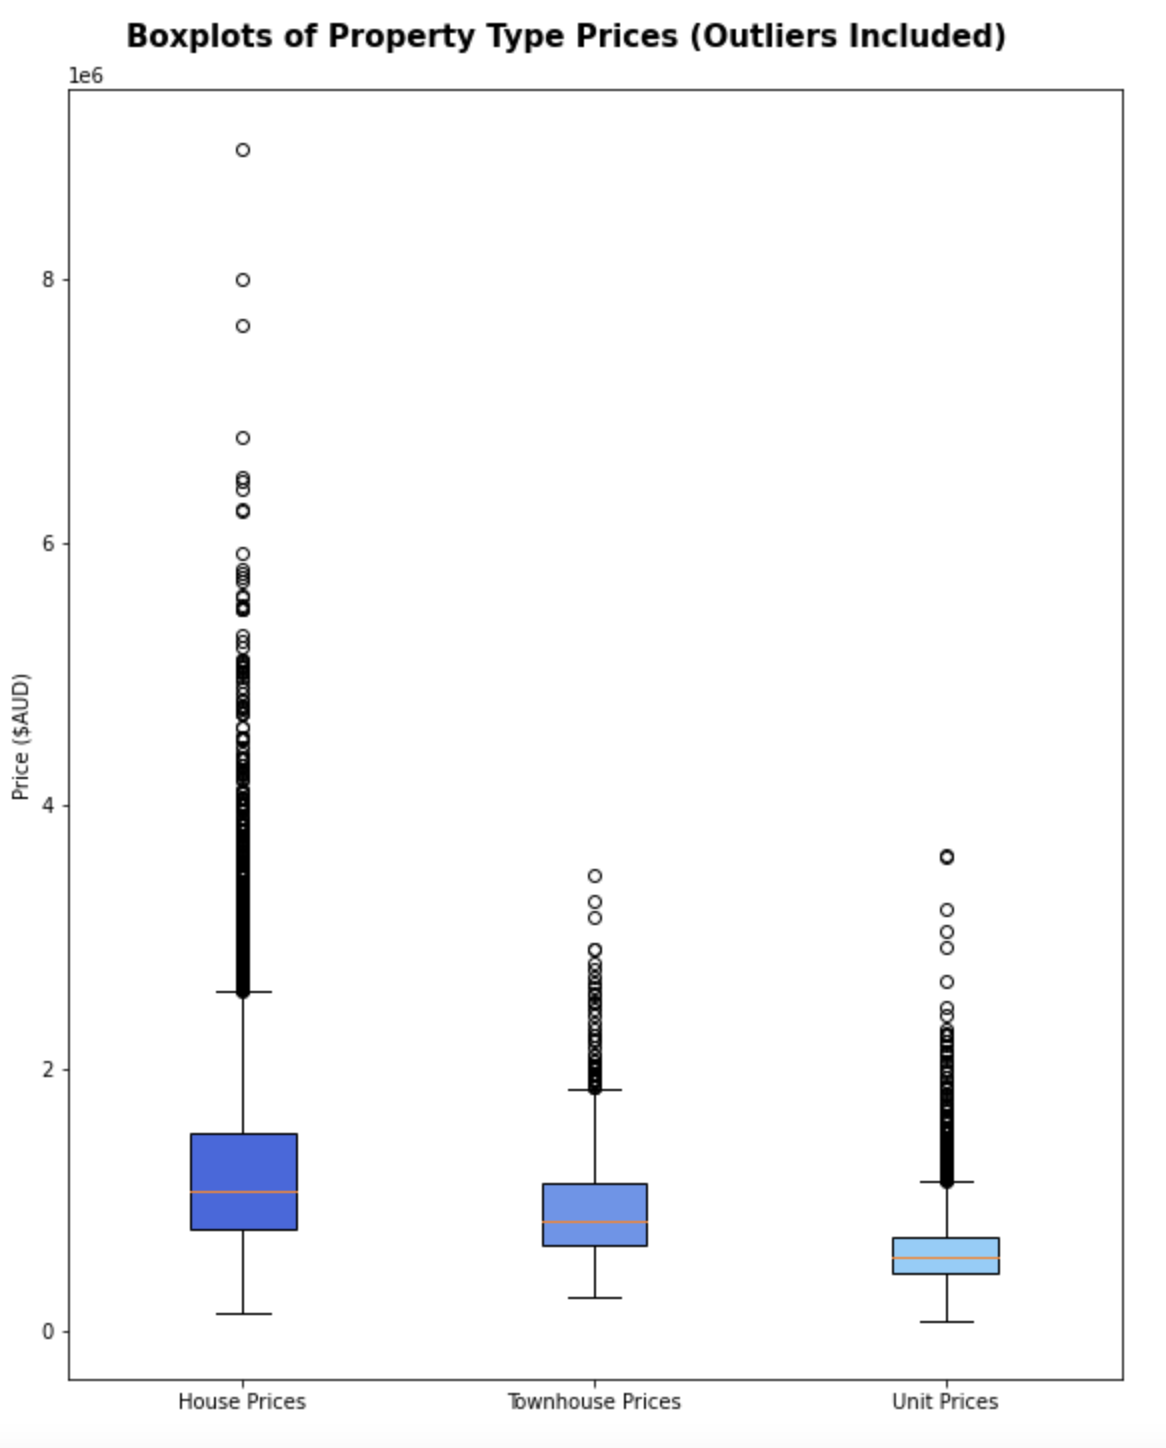 Boxplots of Property Type Prices (Outliers Included)
1e6
8
6
4
2
0
Price ($AUD)
House Prices
Townhouse Prices
Unit Prices